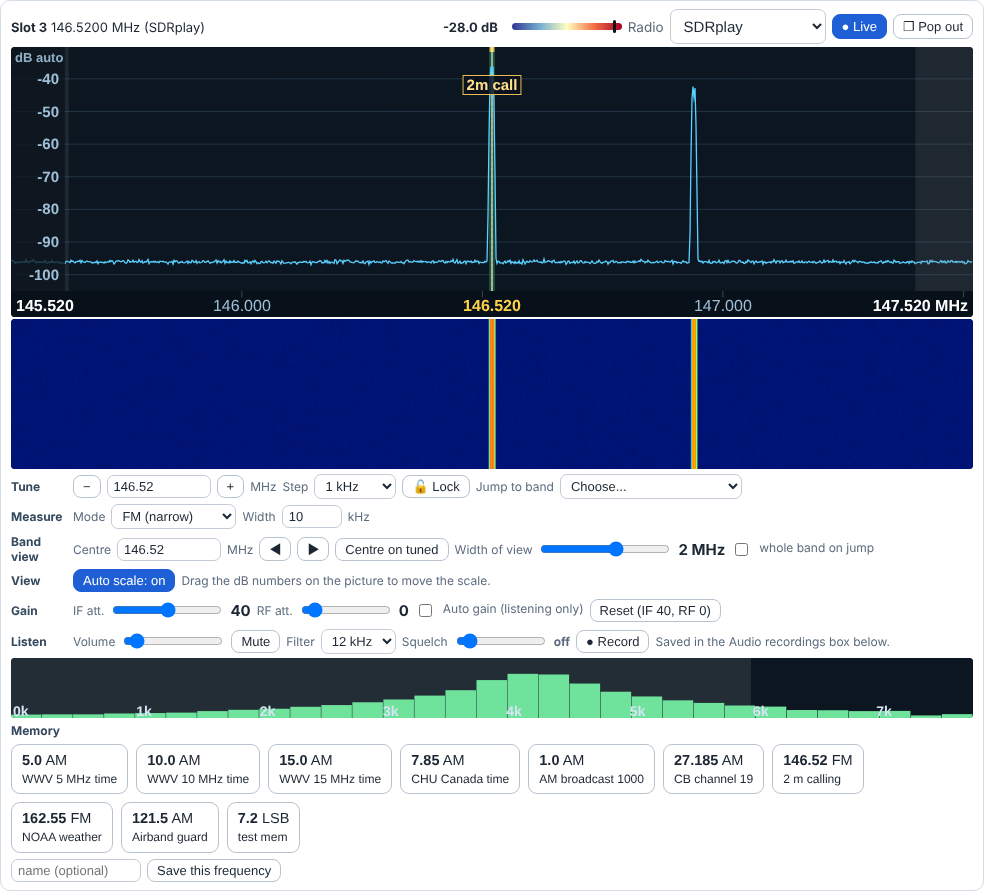 Slot 3 146.5200 MHz (SDRplay) -28.0 dB Radio SDRplay ● Live ❐ Pop out
dB auto
-40
2m call
-50
-60
-70
-80
-90
-100
145.520 146.000 146.520 147.000 147.520 MHz
Tune − 146.52 + MHz Step 1 kHz 🔓 Lock Jump to band Choose...
Measure Mode FM (narrow) Width 10 kHz
Band view Centre 146.52 MHz ◀ ▶ Centre on tuned Width of view 2 MHz whole band on jump
View Auto scale: on Drag the dB numbers on the picture to move the scale.
Gain IF att. 40 RF att. 0 Auto gain (listening only) Reset (IF 40, RF 0)
Listen Volume Mute Filter 12 kHz Squelch off ● Record Saved in the Audio recordings box below.
0k 1k 2k 3k 4k 5k 6k 7k
Memory
5.0 AM 10.0 AM 15.0 AM 7.85 AM 1.0 AM 27.185 AM 146.52 FM
WWV 5 MHz time WWV 10 MHz time WWV 15 MHz time CHU Canada time AM broadcast 1000 CB channel 19 2 m calling
162.55 FM 121.5 AM 7.2 LSB
NOAA weather Airband guard test mem
name (optional) Save this frequency